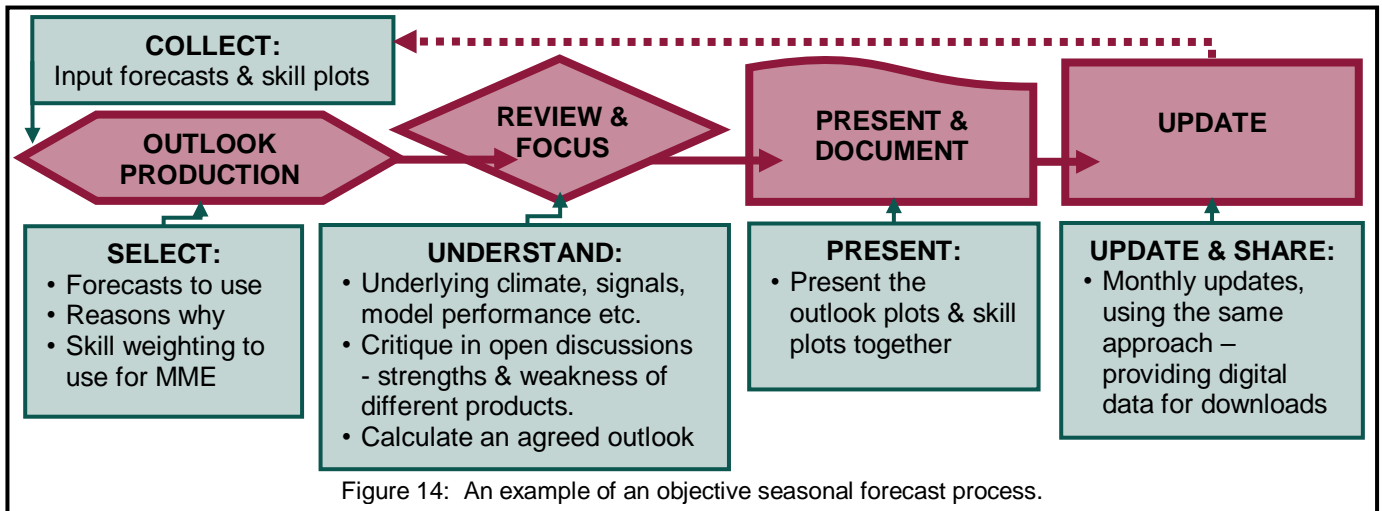 COLLECT:
Input forecasts & skill plots
OUTLOOK
PRODUCTION
REVIEW &
FOCUS
PRESENT &
DOCUMENT
UPDATE
SELECT:
• Forecasts to use
• Reasons why
• Skill weighting to
use for MME
UNDERSTAND:
• Underlying climate, signals,
model performance etc.
• Critique in open discussions
- strengths & weakness of
different products.
• Calculate an agreed outlook
PRESENT:
• Present the
outlook plots & skill
plots together
UPDATE & SHARE:
• Monthly updates,
using the same
approach –
providing digital
data for downloads
Figure 14: An example of an objective seasonal forecast process.